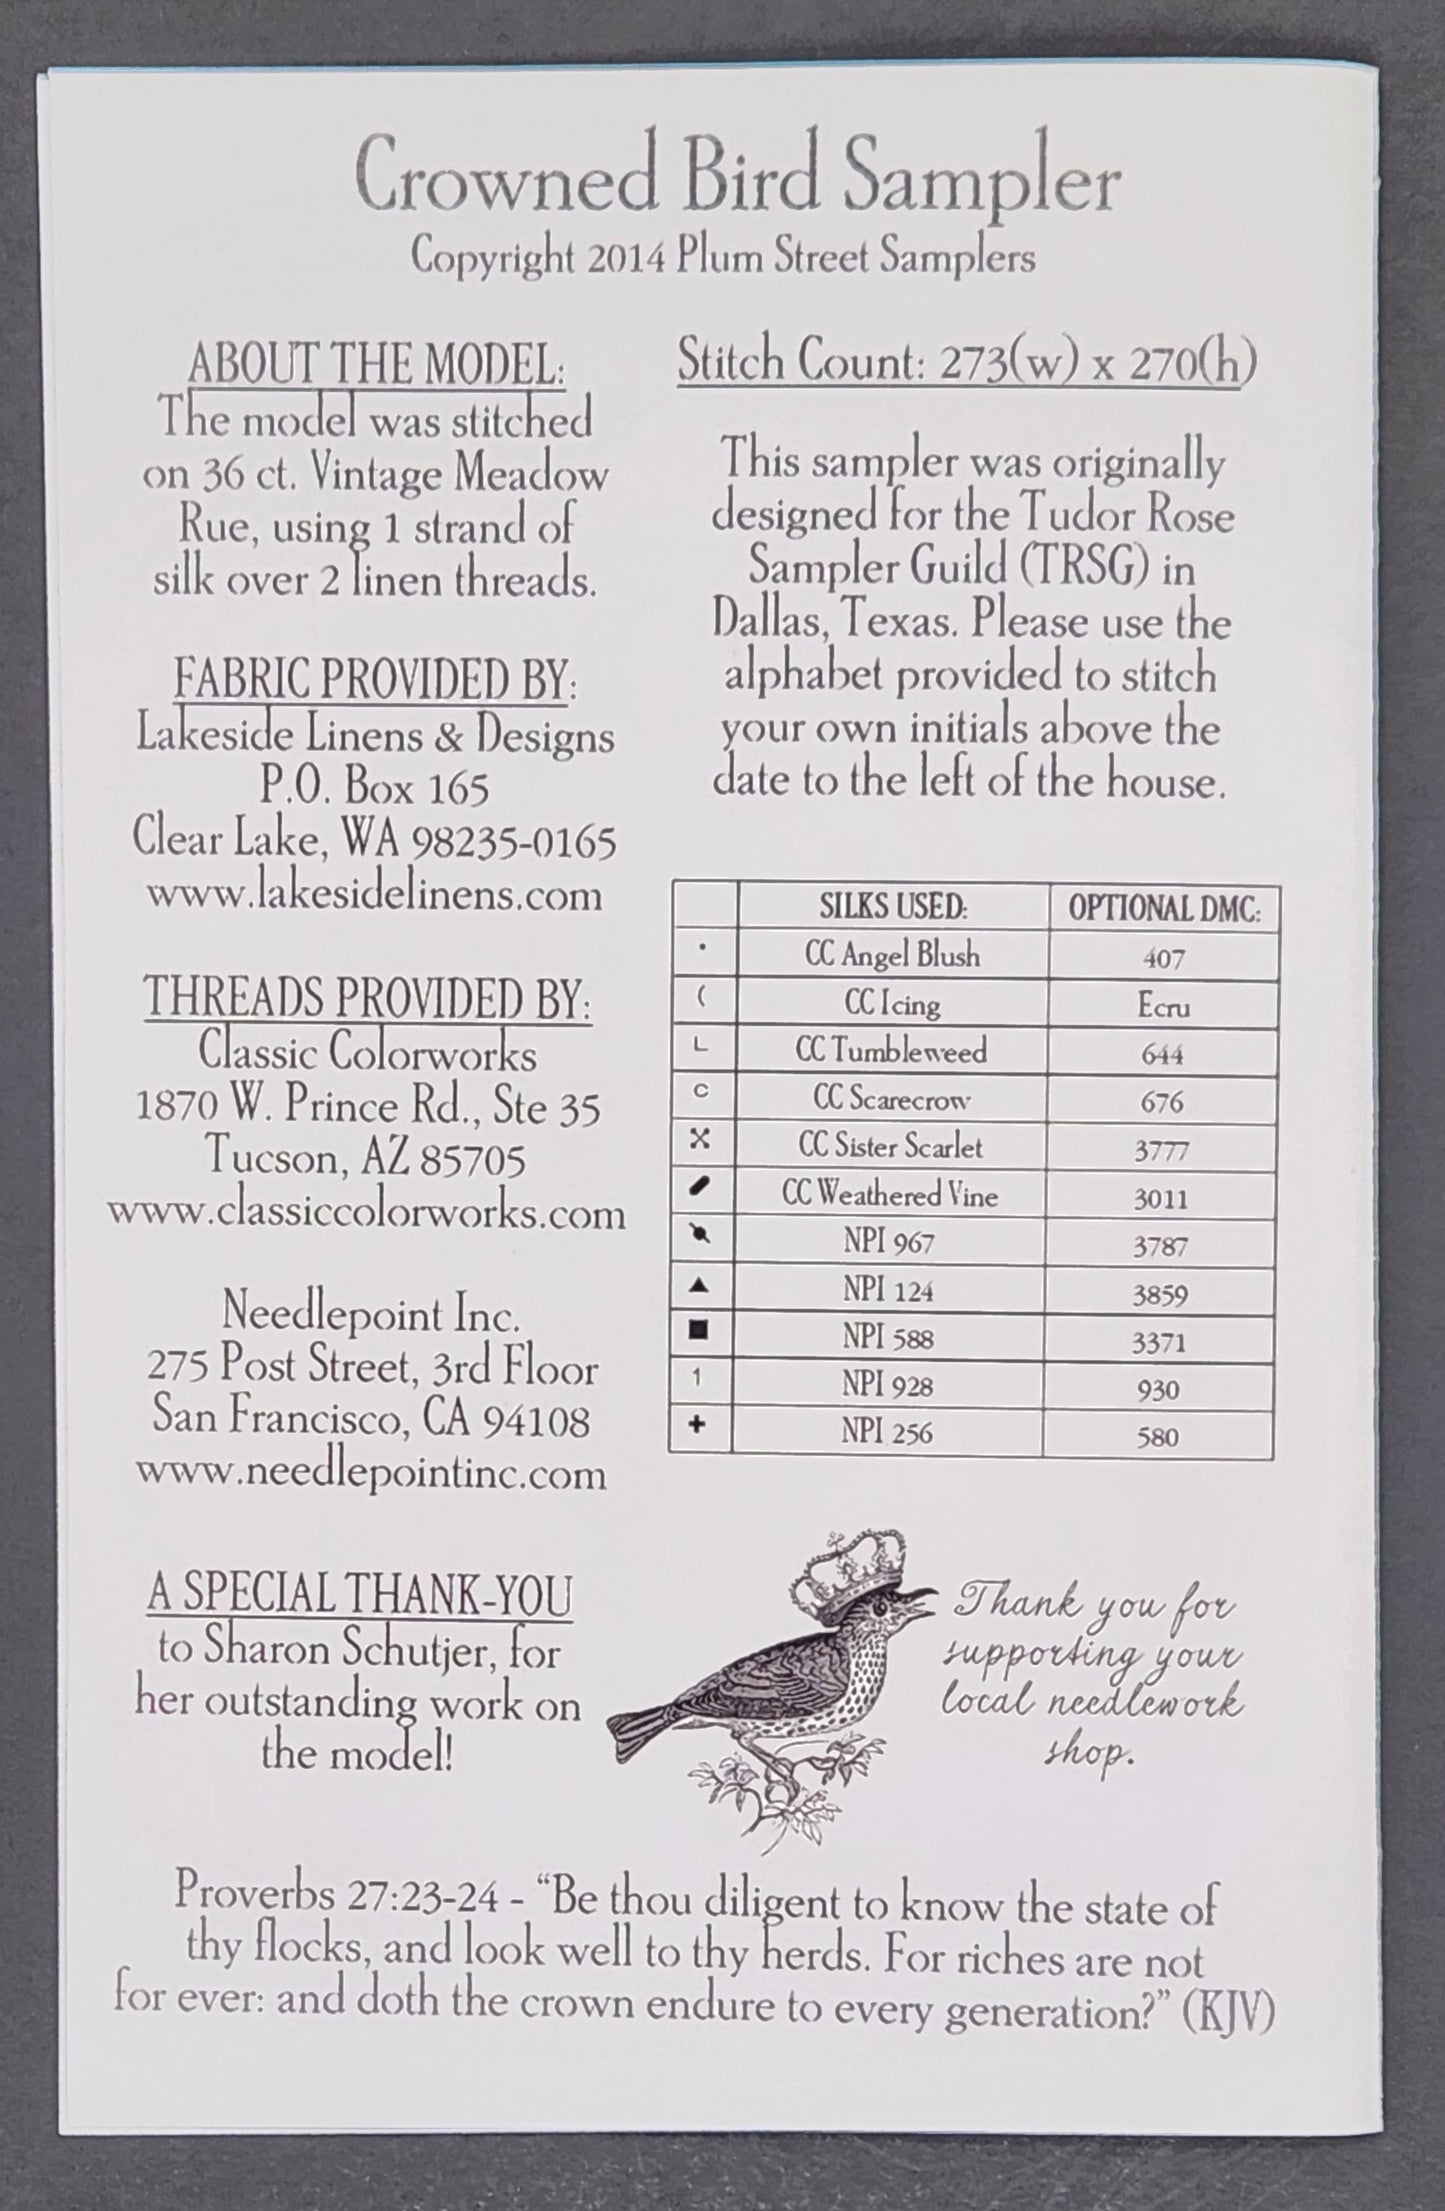 Crowned Bird Sampler
Copyright 2014 Plum Street Samplers
ABOUT THE MODEL:
The model was stitched
on 36 ct. Vintage Meadow
Rue, using 1 strand of
silk over 2 linen threads.
FABRIC PROVIDED BY:
Lakeside Linens & Designs
P.O. Box 165
Clear Lake, WA 98235-0165
www.lakesidelinens.com
THREADS PROVIDED BY:
Classic Colorworks
1870 W. Prince Rd., Ste 35
Tucson, AZ 85705
www.classiccolorworks.com
Needlepoint Inc.
275 Post Street, 3rd Floor
San Francisco, CA 94108
www.needlepointinc.com
A SPECIAL THANK-YOU
to Sharon Schutjer, for
her outstanding work on
the model!
Stitch Count: 273(w) x 270(h)
This sampler was originally
designed for the Tudor Rose
Sampler Guild (TRSG) in
Dallas, Texas. Please use the
alphabet provided to stitch
your own initials above the
date to the left of the house.
SILKS USED: OPTIONAL DMC:
· CC Angel Blush 407
( CC Icing Ecru
L CC Tumbleweed 644
C CC Scarecrow 676
CC Sister Scarlet 3777
CC Weathered Vine 3011
NPI 967 3787
▲ NPI 124 3859
■ NPI 588 3371
1 NPI 928 930
+ NPI 256 580
Thank you for
supporting your
local needlework
shop.
Proverbs 27:23-24 - “Be thou diligent to know the state of
thy flocks, and look well to thy herds. For riches are not
for ever: and doth the crown endure to every generation?” (KJV)